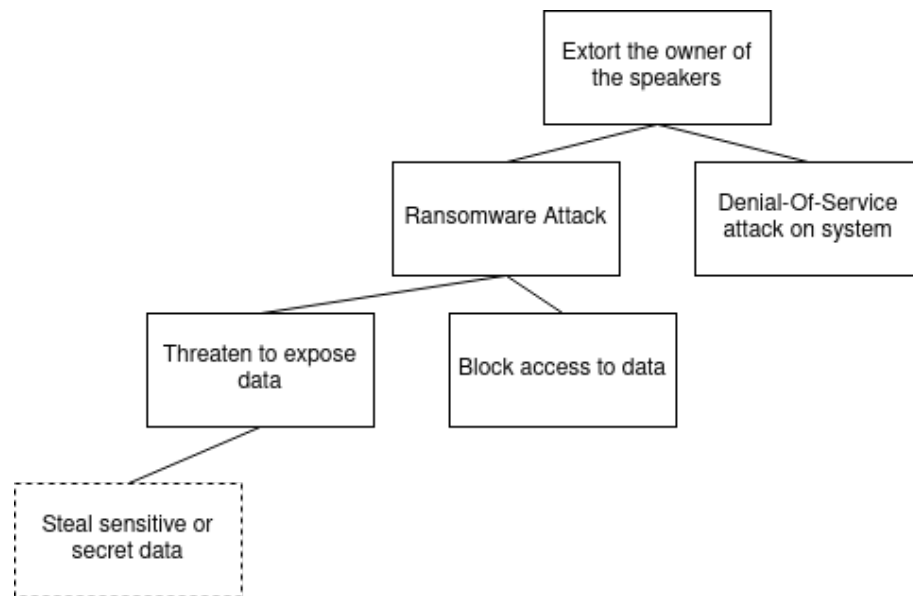 Extort the owner of
the speakers
Ransomware Attack
Denial-Of-Service
attack on system
Threaten to expose
data
Block access to data
Steal sensitive or
secret data